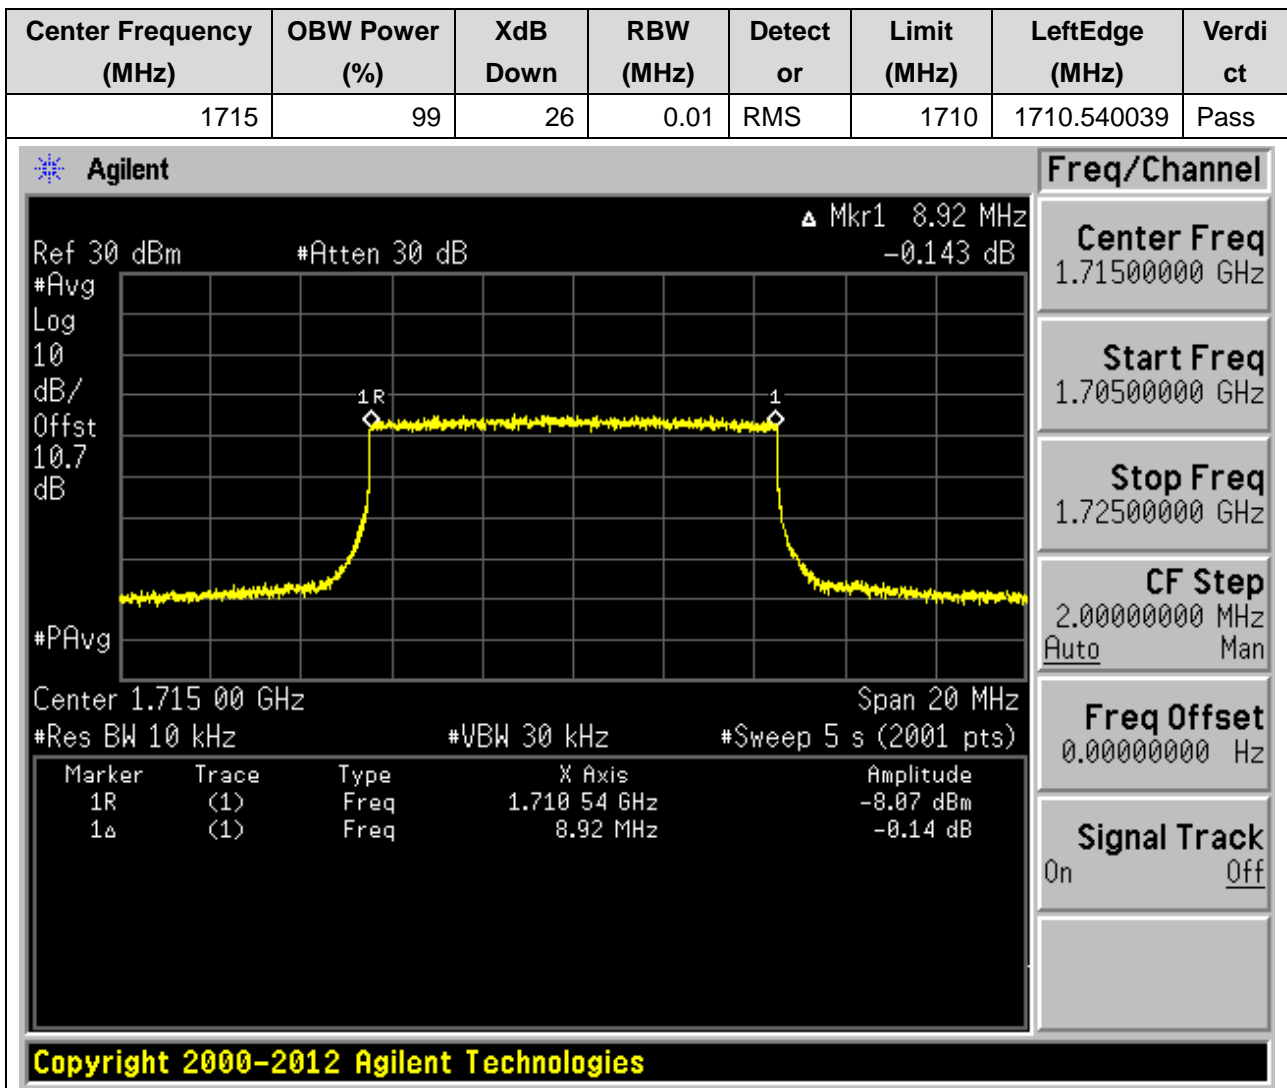 Center Frequency (MHz) OBW Power (%) XdB Down RBW (MHz) Detect or Limit (MHz) LeftEdge (MHz) Verdi ct
1715 99 26 0.01 RMS 1710 1710.540039 Pass
Agilent
Freq/Channel
▵ Mkr1 8.92 MHz
Ref 30 dBm #Atten 30 dB -0.143 dB
#Avg
Log
10
dB/
Offst
10.7
dB
#PAvg
1R
1
Center 1.715 00 GHz Span 20 MHz
#Res BW 10 kHz #VBW 30 kHz #Sweep 5 s (2001 pts)
Marker Trace Type X Axis Amplitude
1R (1) Freq 1.710 54 GHz -8.07 dBm
1▵ (1) Freq 8.92 MHz -0.14 dB
Center Freq
1.71500000 GHz
Start Freq
1.70500000 GHz
Stop Freq
1.72500000 GHz
CF Step
2.00000000 MHz
Auto Man
Freq Offset
0.00000000 Hz
Signal Track
On Off
Copyright 2000-2012 Agilent Technologies